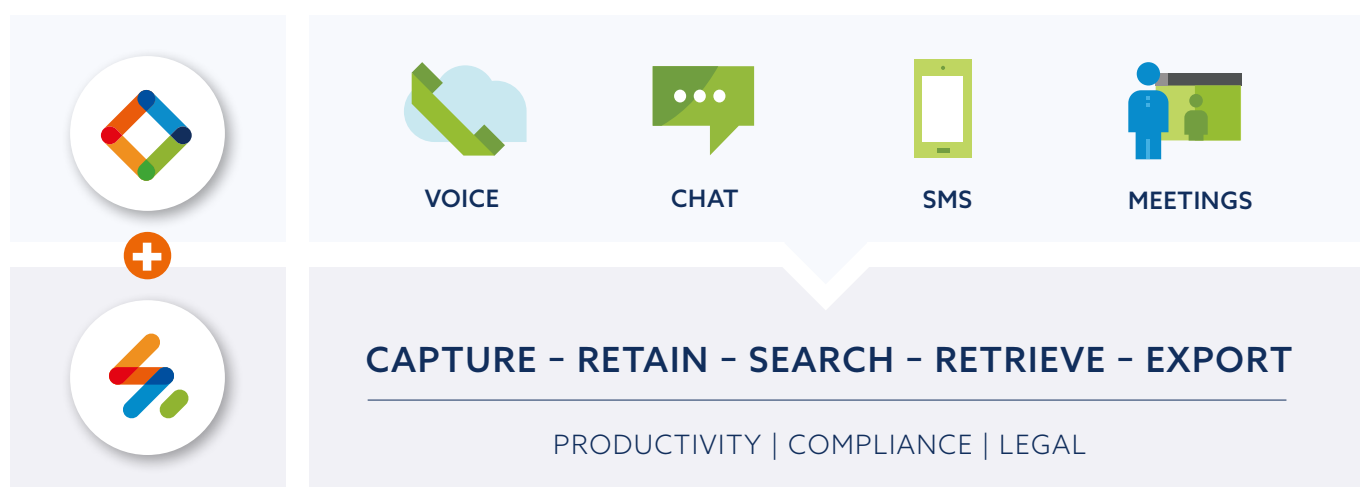 VOICE
CHAT
SMS
MEETINGS
CAPTURE – RETAIN – SEARCH – RETRIEVE – EXPORT
PRODUCTIVITY | COMPLIANCE | LEGAL